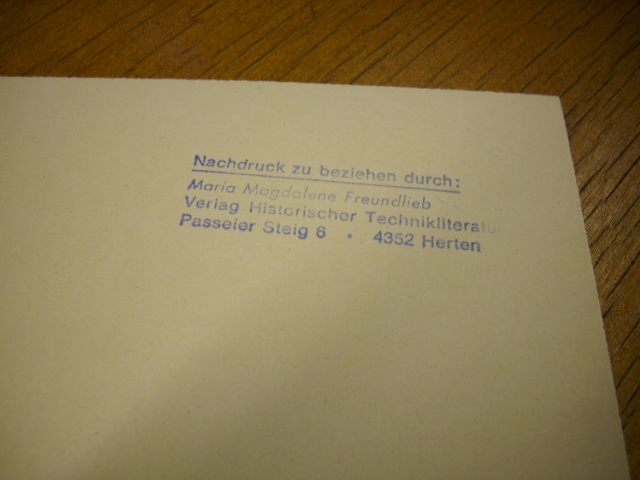 Nachdruck zu beziehen durch:
Maria Magdalene Freundlieb
Verlag Historischer Technikliteratur
Passeier Steig 6 • 4352 Herten